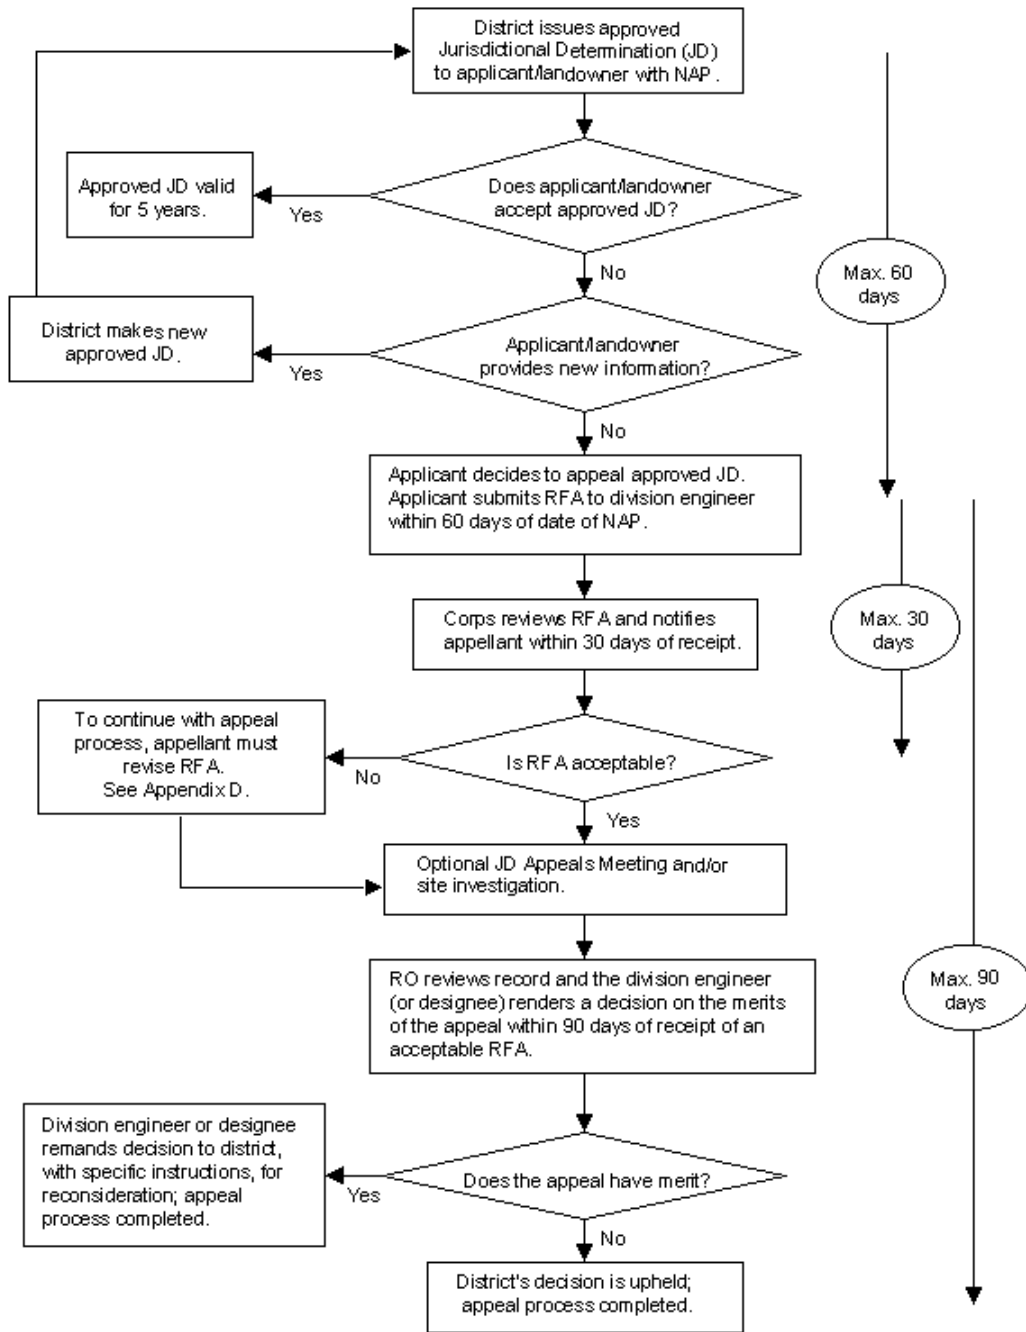 District issues approved
Jurisdictional Determination (JD)
to applicant/landowner with NAP.
Does applicant/landowner
accept approved JD?
Yes
Approved JD valid
for 5 years.
No
Max. 60
days
Applicant/landowner
provides new information?
Yes
District makes new
approved JD.
No
Applicant decides to appeal approved JD.
Applicant submits RFA to division engineer
within 60 days of date of NAP.
Corps reviews RFA and notifies
appellant within 30 days of receipt.
Max. 30
days
Is RFA acceptable?
No
To continue with appeal
process, appellant must
revise RFA.
See Appendix D.
Yes
Optional JD Appeals Meeting and/or
site investigation.
RO reviews record and the division engineer
(or designee) renders a decision on the merits
of the appeal within 90 days of receipt of an
acceptable RFA.
Max. 90
days
Does the appeal have merit?
Yes
Division engineer or designee
remands decision to district,
with specific instructions, for
reconsideration; appeal
process completed.
No
District's decision is upheld;
appeal process completed.